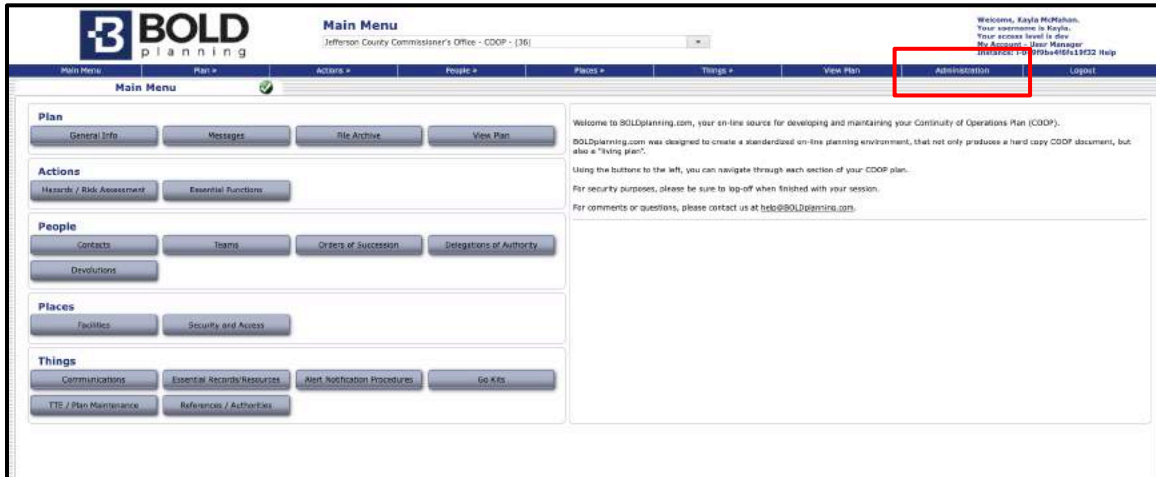 BOLD
planning
Main Menu
Jefferson County Commissioner's Office - COOP - (36)
Welcome, Kayla McMahan.
Your username is Kayla.
Your access level is dev
My Account - User Manager
Help
Main Menu Plan » Actions » People » Places » Things » View Plan Administration Logout
Main Menu
Plan
General Info Messages File Archive View Plan
Actions
Hazards / Risk Assessment Essential Functions
People
Contacts Teams Orders of Succession Delegations of Authority
Devolutions
Places
Facilities Security and Access
Things
Communications Essential Records/Resources Alert Notification Procedures Go Kits
TTE / Plan Maintenance References / Authorities
Welcome to BOLDplanning.com, your on-line source for developing and maintaining your Continuity of Operations Plan (COOP).
BOLDplanning.com was designed to create a standardized on-line planning environment, that not only produces a hard copy COOP document, but
also a "living plan".
Using the buttons to the left, you can navigate through each section of your COOP plan.
For security purposes, please be sure to log-off when finished with your session.
For comments or questions, please contact us at help@BOLDplanning.com.